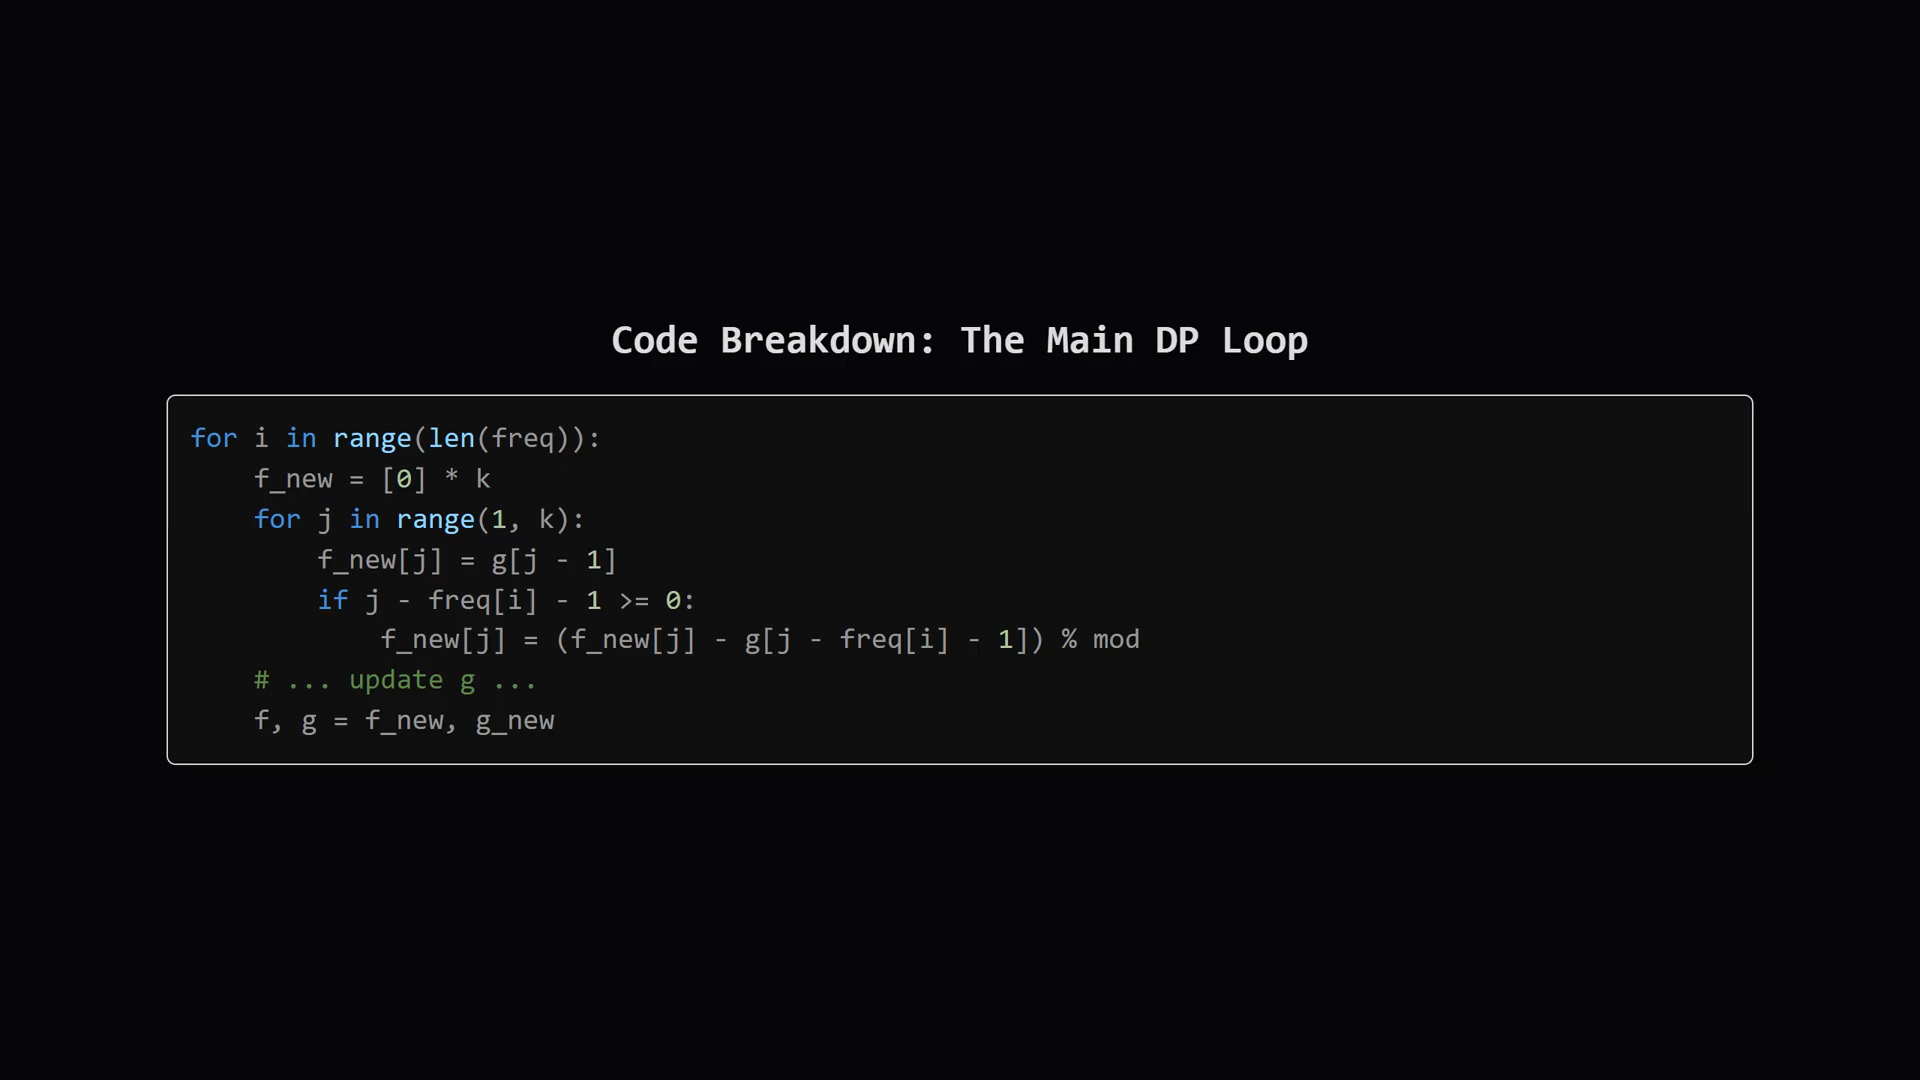 Code Breakdown: The Main DP Loop
for i in range(len(freq)):
    f_new = [0] * k
    for j in range(1, k):
        f_new[j] = g[j - 1]
        if j - freq[i] - 1 >= 0:
            f_new[j] = (f_new[j] - g[j - freq[i] - 1]) % mod
    # ... update g ...
    f, g = f_new, g_new